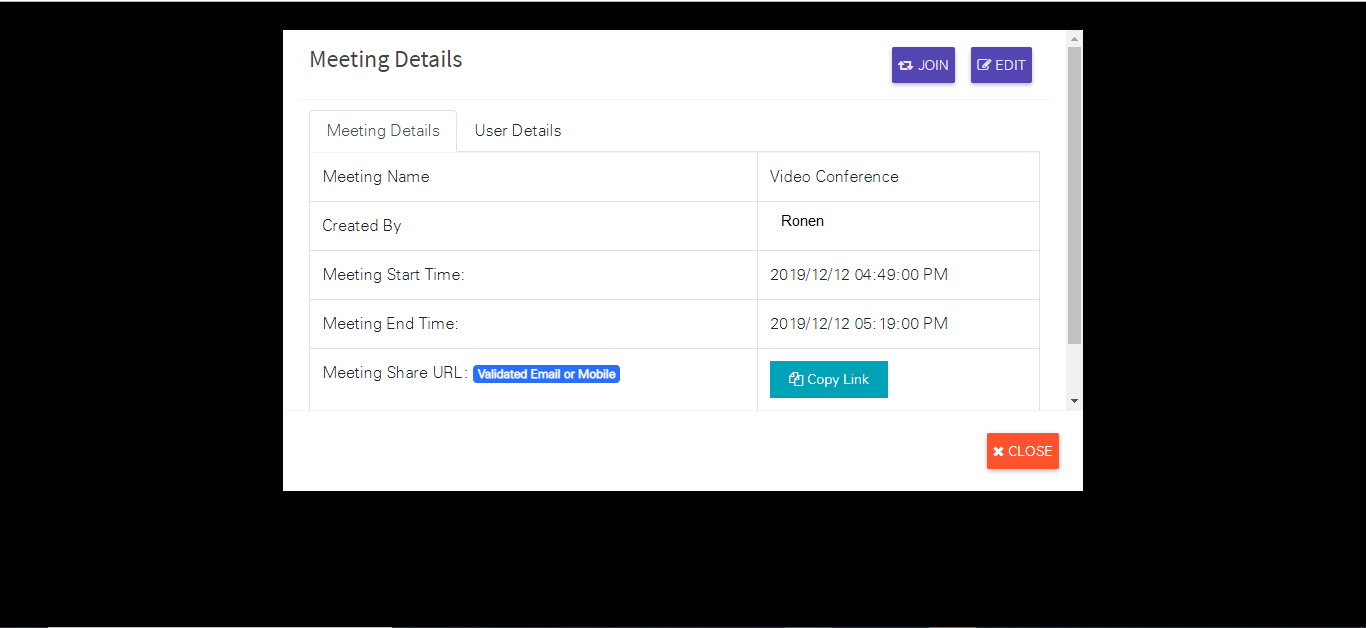 Meeting Details
JOIN
EDIT
Meeting Details
User Details
Meeting Name
Video Conference
Created By
Ronen
Meeting Start Time:
2019/12/12 04:49:00 PM
Meeting End Time:
2019/12/12 05:19:00 PM
Meeting Share URL: Validated Email or Mobile
Copy Link
CLOSE